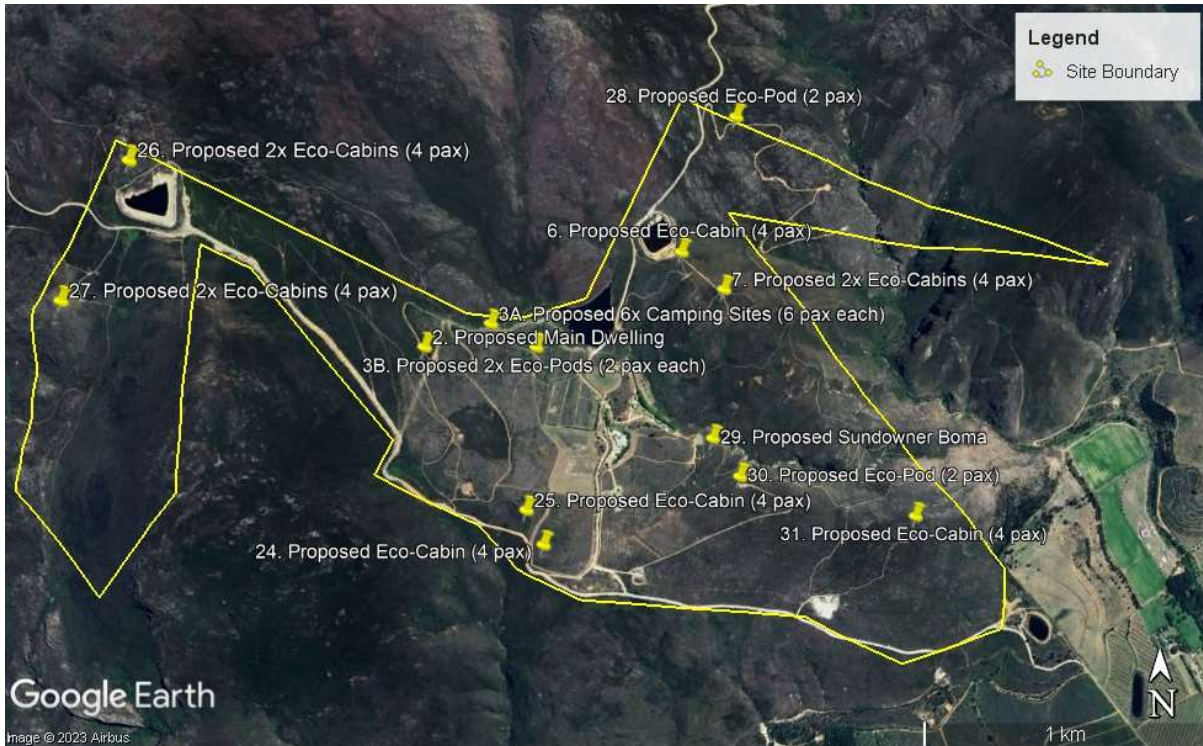 Legend
Site Boundary
28. Proposed Eco-Pod (2 pax)
26. Proposed 2x Eco-Cabins (4 pax)
6. Proposed Eco-Cabin (4 pax)
7. Proposed 2x Eco-Cabins (4 pax)
27. Proposed 2x Eco-Cabins (4 pax)
3A. Proposed 6x Camping Sites (6 pax each)
2. Proposed Main Dwelling
3B. Proposed 2x Eco-Pods (2 pax each)
29. Proposed Sundowner Boma
30. Proposed Eco-Pod (2 pax)
25. Proposed Eco-Cabin (4 pax)
31. Proposed Eco-Cabin (4 pax)
24. Proposed Eco-Cabin (4 pax)
Google Earth
N
1 km
Image © 2023 Airbus